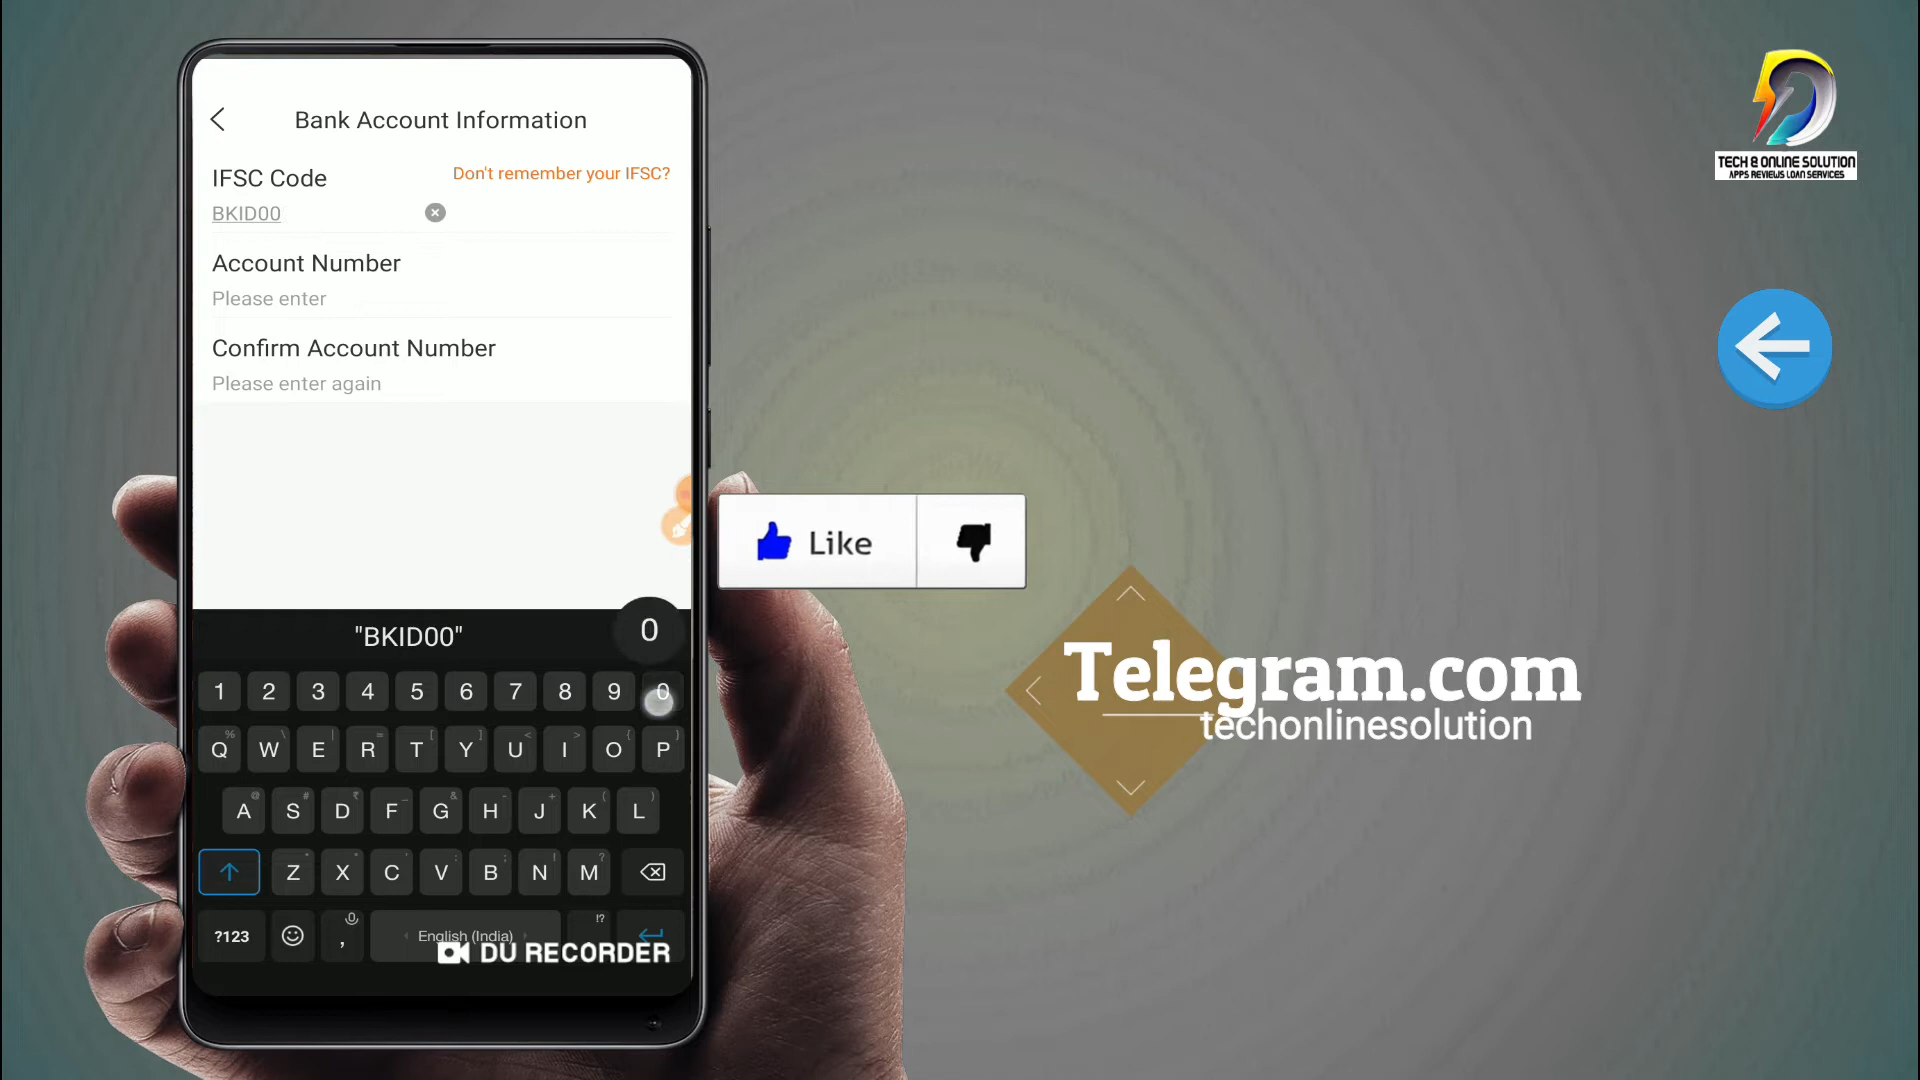 Bank Account Information
IFSC Code
Don't remember your IFSC?
BKID00
Account Number
Please enter
Confirm Account Number
Please enter again
"BKID00"
0
1 2 3 4 5 6 7 8 9 0
Q W E R T Y U I O P
A S D F G H J K L
Z X C V B N M
?123 , English (India) !?
DU RECORDER
Like
Telegram.com
techonlinesolution
TECH & ONLINE SOLUTION
APPS REVIEWS LOAN SERVICES